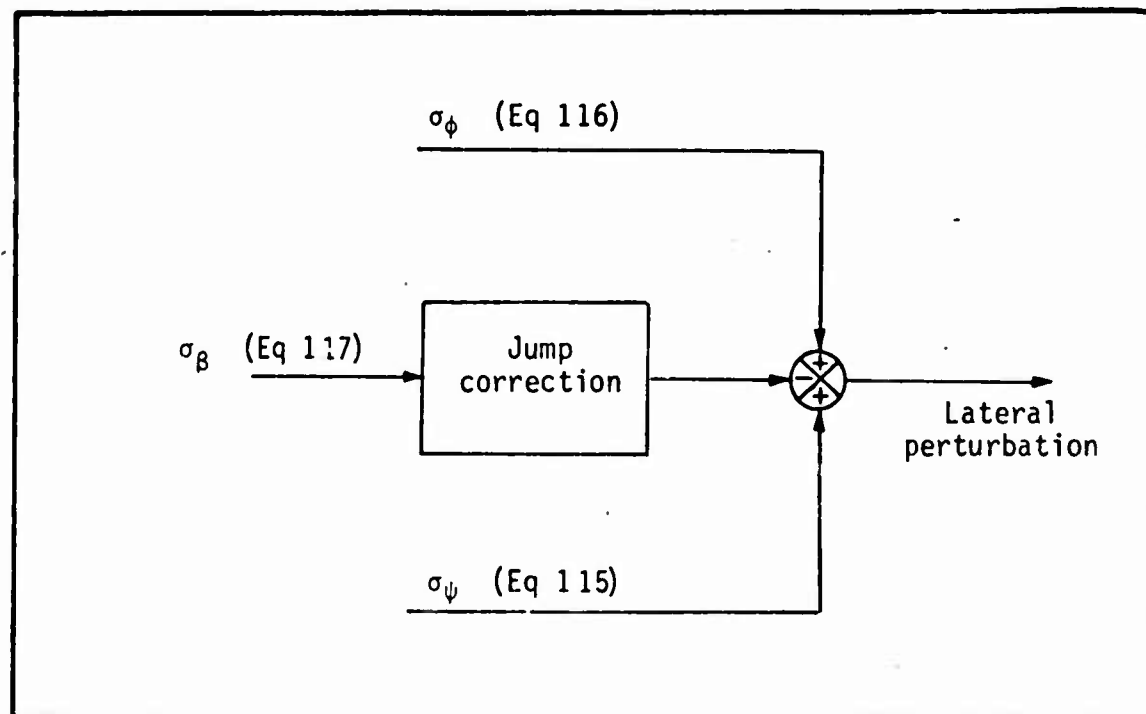 σϕ (Eq 116)
σβ (Eq 117)
Jump
correction
+
−
+
Lateral
perturbation
σψ (Eq 115)